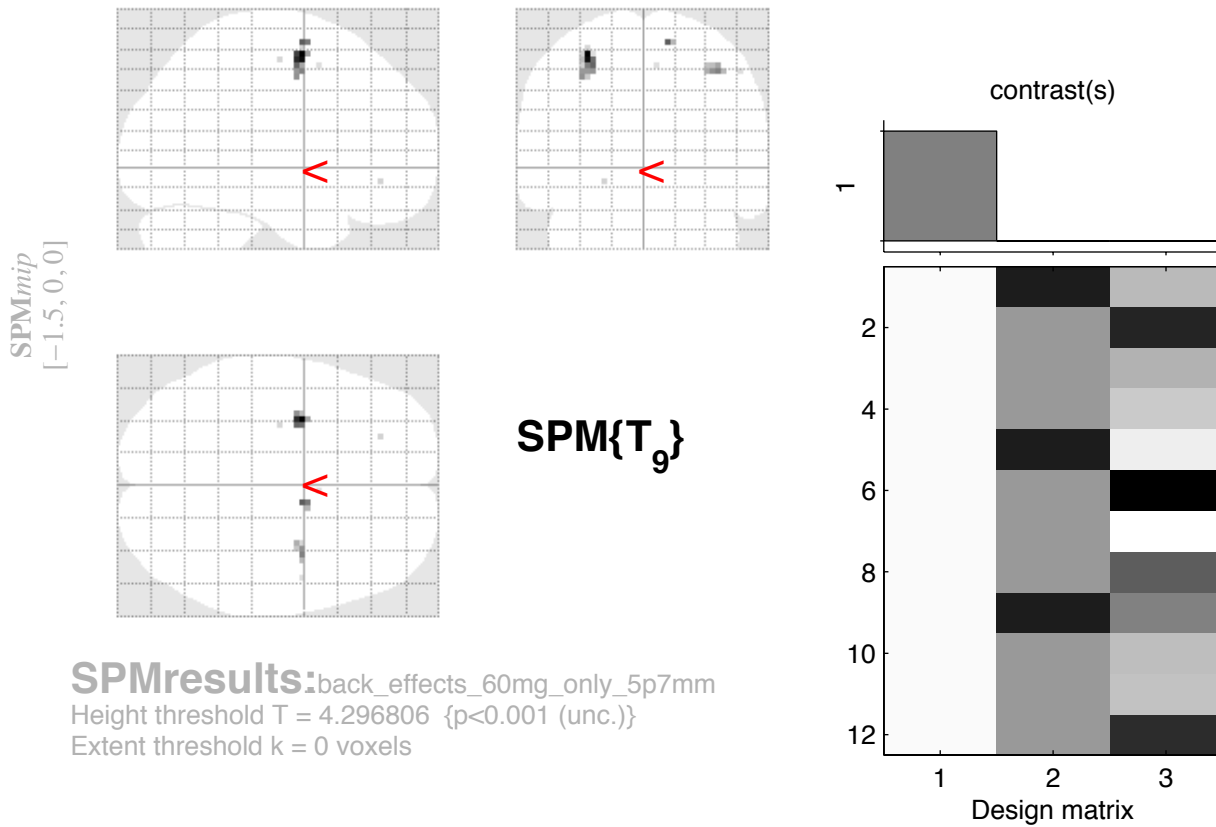 SPMmip
[−1.5, 0, 0]
<
<
<
SPM{T9}
SPMresults:back_effects_60mg_only_5p7mm
Height threshold T = 4.296806 {p<0.001 (unc.)}
Extent threshold k = 0 voxels
contrast(s)
1
2
4
6
8
10
12
1 2 3
Design matrix